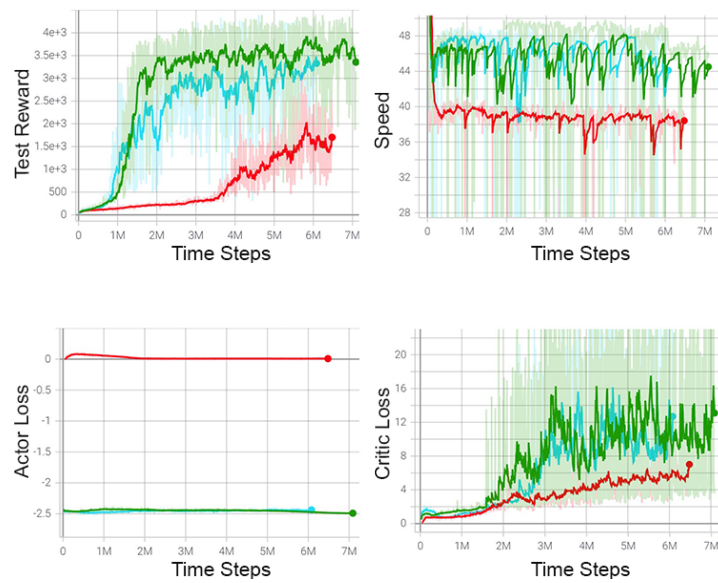 4e+3
3.5e+3
3e+3
2.5e+3
2e+3
1.5e+3
1e+3
500
0
Test Reward
0 1M 2M 3M 4M 5M 6M 7M
Time Steps
48
44
40
36
32
28
Speed
0 1M 2M 3M 4M 5M 6M 7M
Time Steps
0
-0.5
-1
-1.5
-2
-2.5
Actor Loss
0 1M 2M 3M 4M 5M 6M 7M
Time Steps
20
16
12
8
4
0
Critic Loss
0 1M 2M 3M 4M 5M 6M 7M
Time Steps